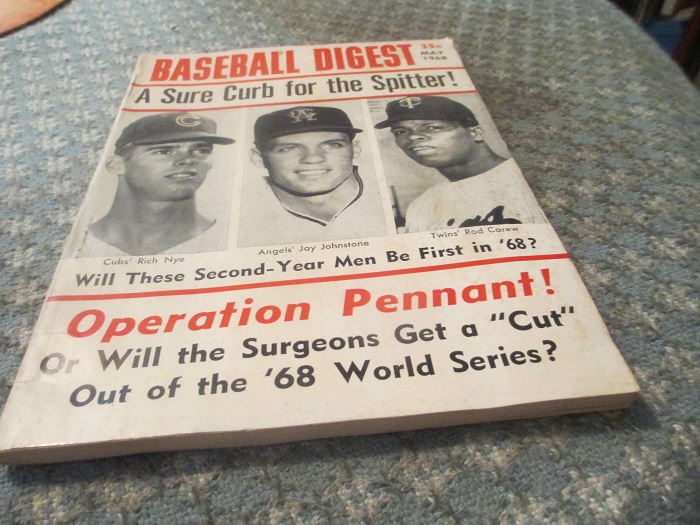 BASEBALL DIGEST
35c
MAY
1968
A Sure Curb for the Spitter!
Cubs' Rich Nye
Angels' Jay Johnstone
Twins' Rod Carew
Will These Second-Year Men Be First in '68?
Operation Pennant!
Or Will the Surgeons Get a "Cut"
Out of the '68 World Series?